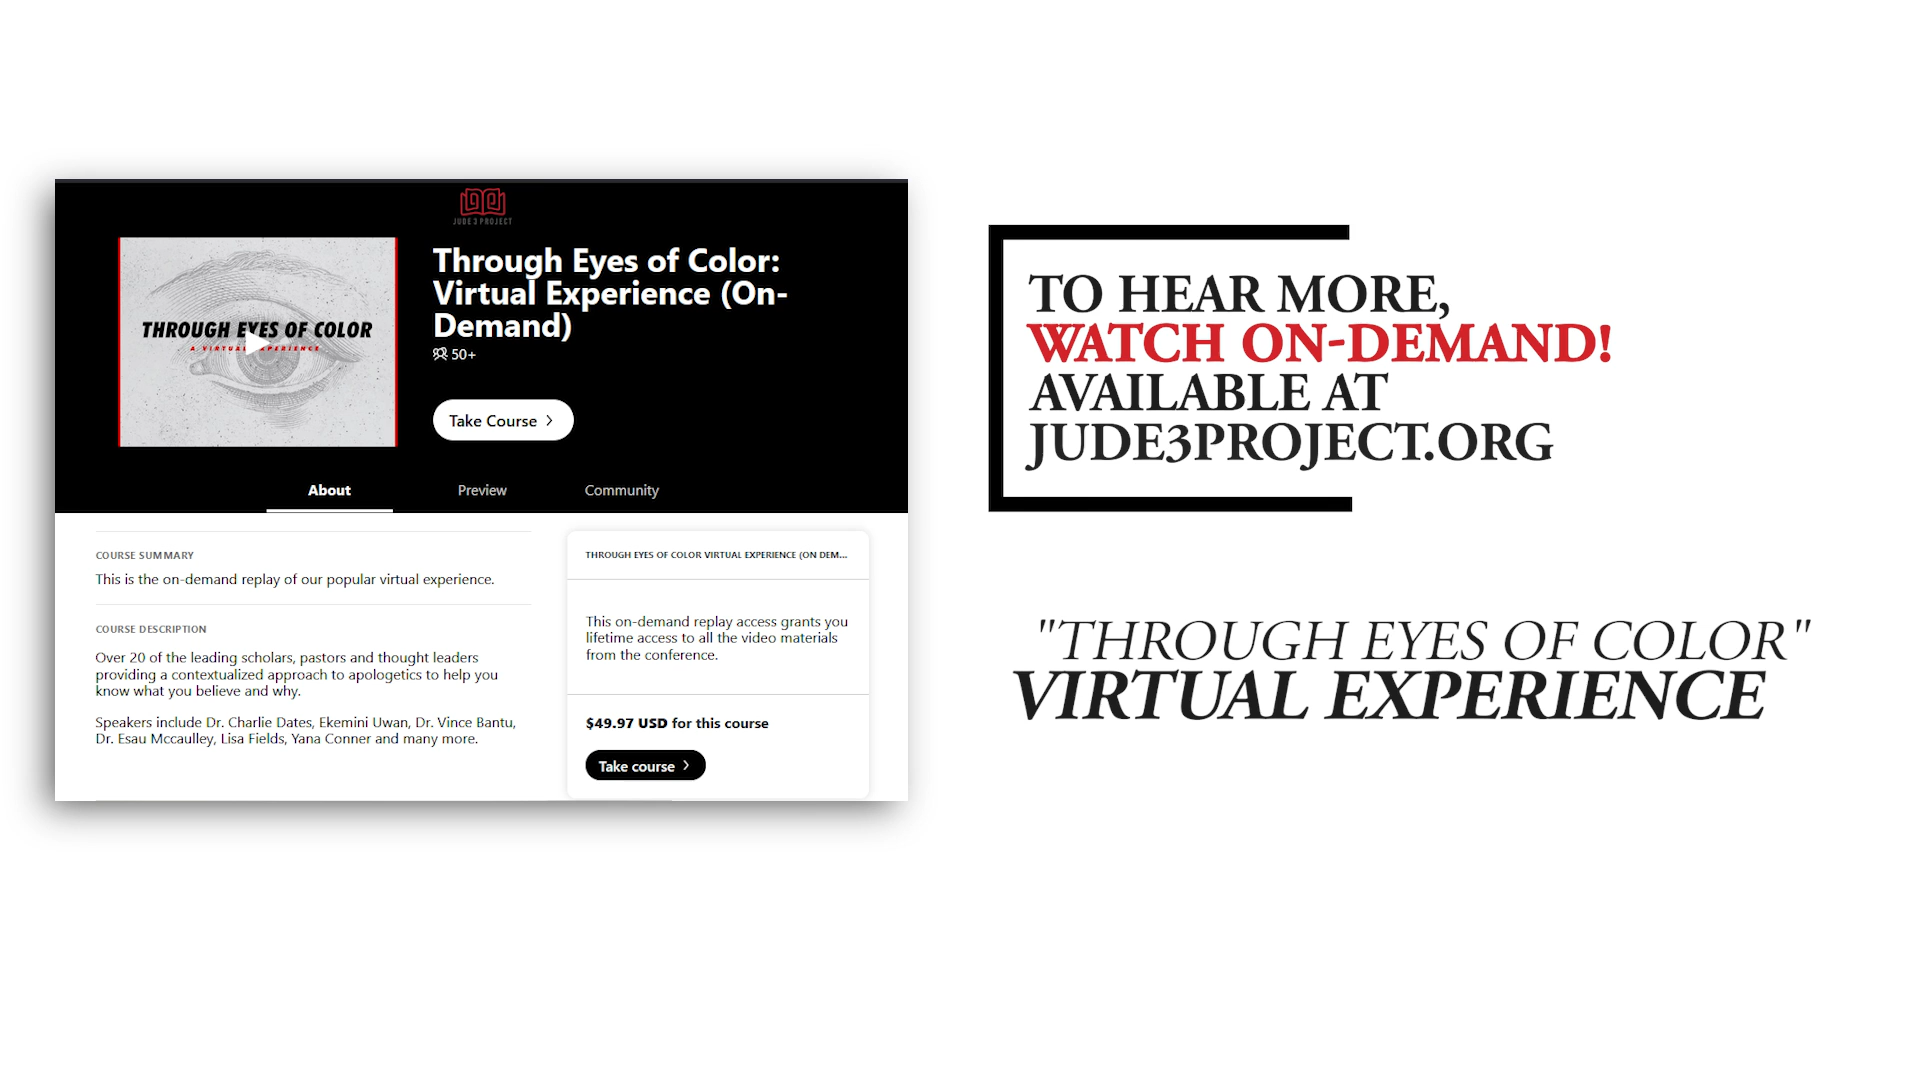 JUDE 3 PROJECT
THROUGH EYES OF COLOR
A VIRTUAL EXPERIENCE
Through Eyes of Color:
Virtual Experience (On-
Demand)
50+
Take Course
About
Preview
Community
COURSE SUMMARY
This is the on-demand replay of our popular virtual experience.
COURSE DESCRIPTION
Over 20 of the leading scholars, pastors and thought leaders
providing a contextualized approach to apologetics to help you
know what you believe and why.
Speakers include Dr. Charlie Dates, Ekemini Uwan, Dr. Vince Bantu,
Dr. Esau Mccaulley, Lisa Fields, Yana Conner and many more.
THROUGH EYES OF COLOR VIRTUAL EXPERIENCE (ON DEM...
This on-demand replay access grants you
lifetime access to all the video materials
from the conference.
$49.97 USD for this course
Take course
TO HEAR MORE,
WATCH ON-DEMAND!
AVAILABLE AT
JUDE3PROJECT.ORG
"THROUGH EYES OF COLOR"
VIRTUAL EXPERIENCE